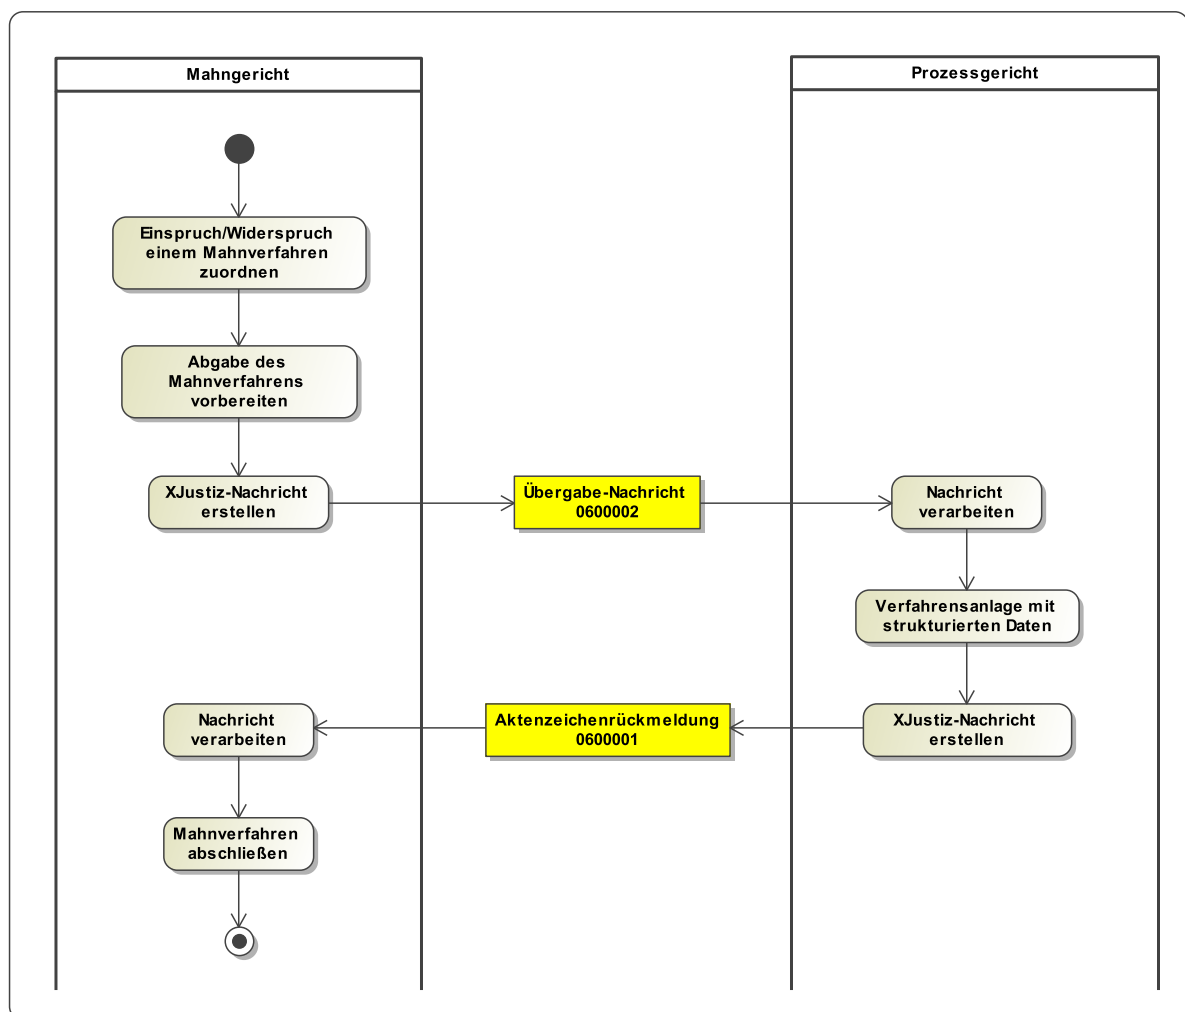 Mahngericht
Prozessgericht
Einspruch/Widerspruch
einem Mahnverfahren
zuordnen
Abgabe des
Mahnverfahrens
vorbereiten
XJustiz-Nachricht
erstellen
Übergabe-Nachricht
0600002
Nachricht
verarbeiten
Verfahrensanlage mit
strukturierten Daten
XJustiz-Nachricht
erstellen
Aktenzeichenrückmeldung
0600001
Nachricht
verarbeiten
Mahnverfahren
abschließen